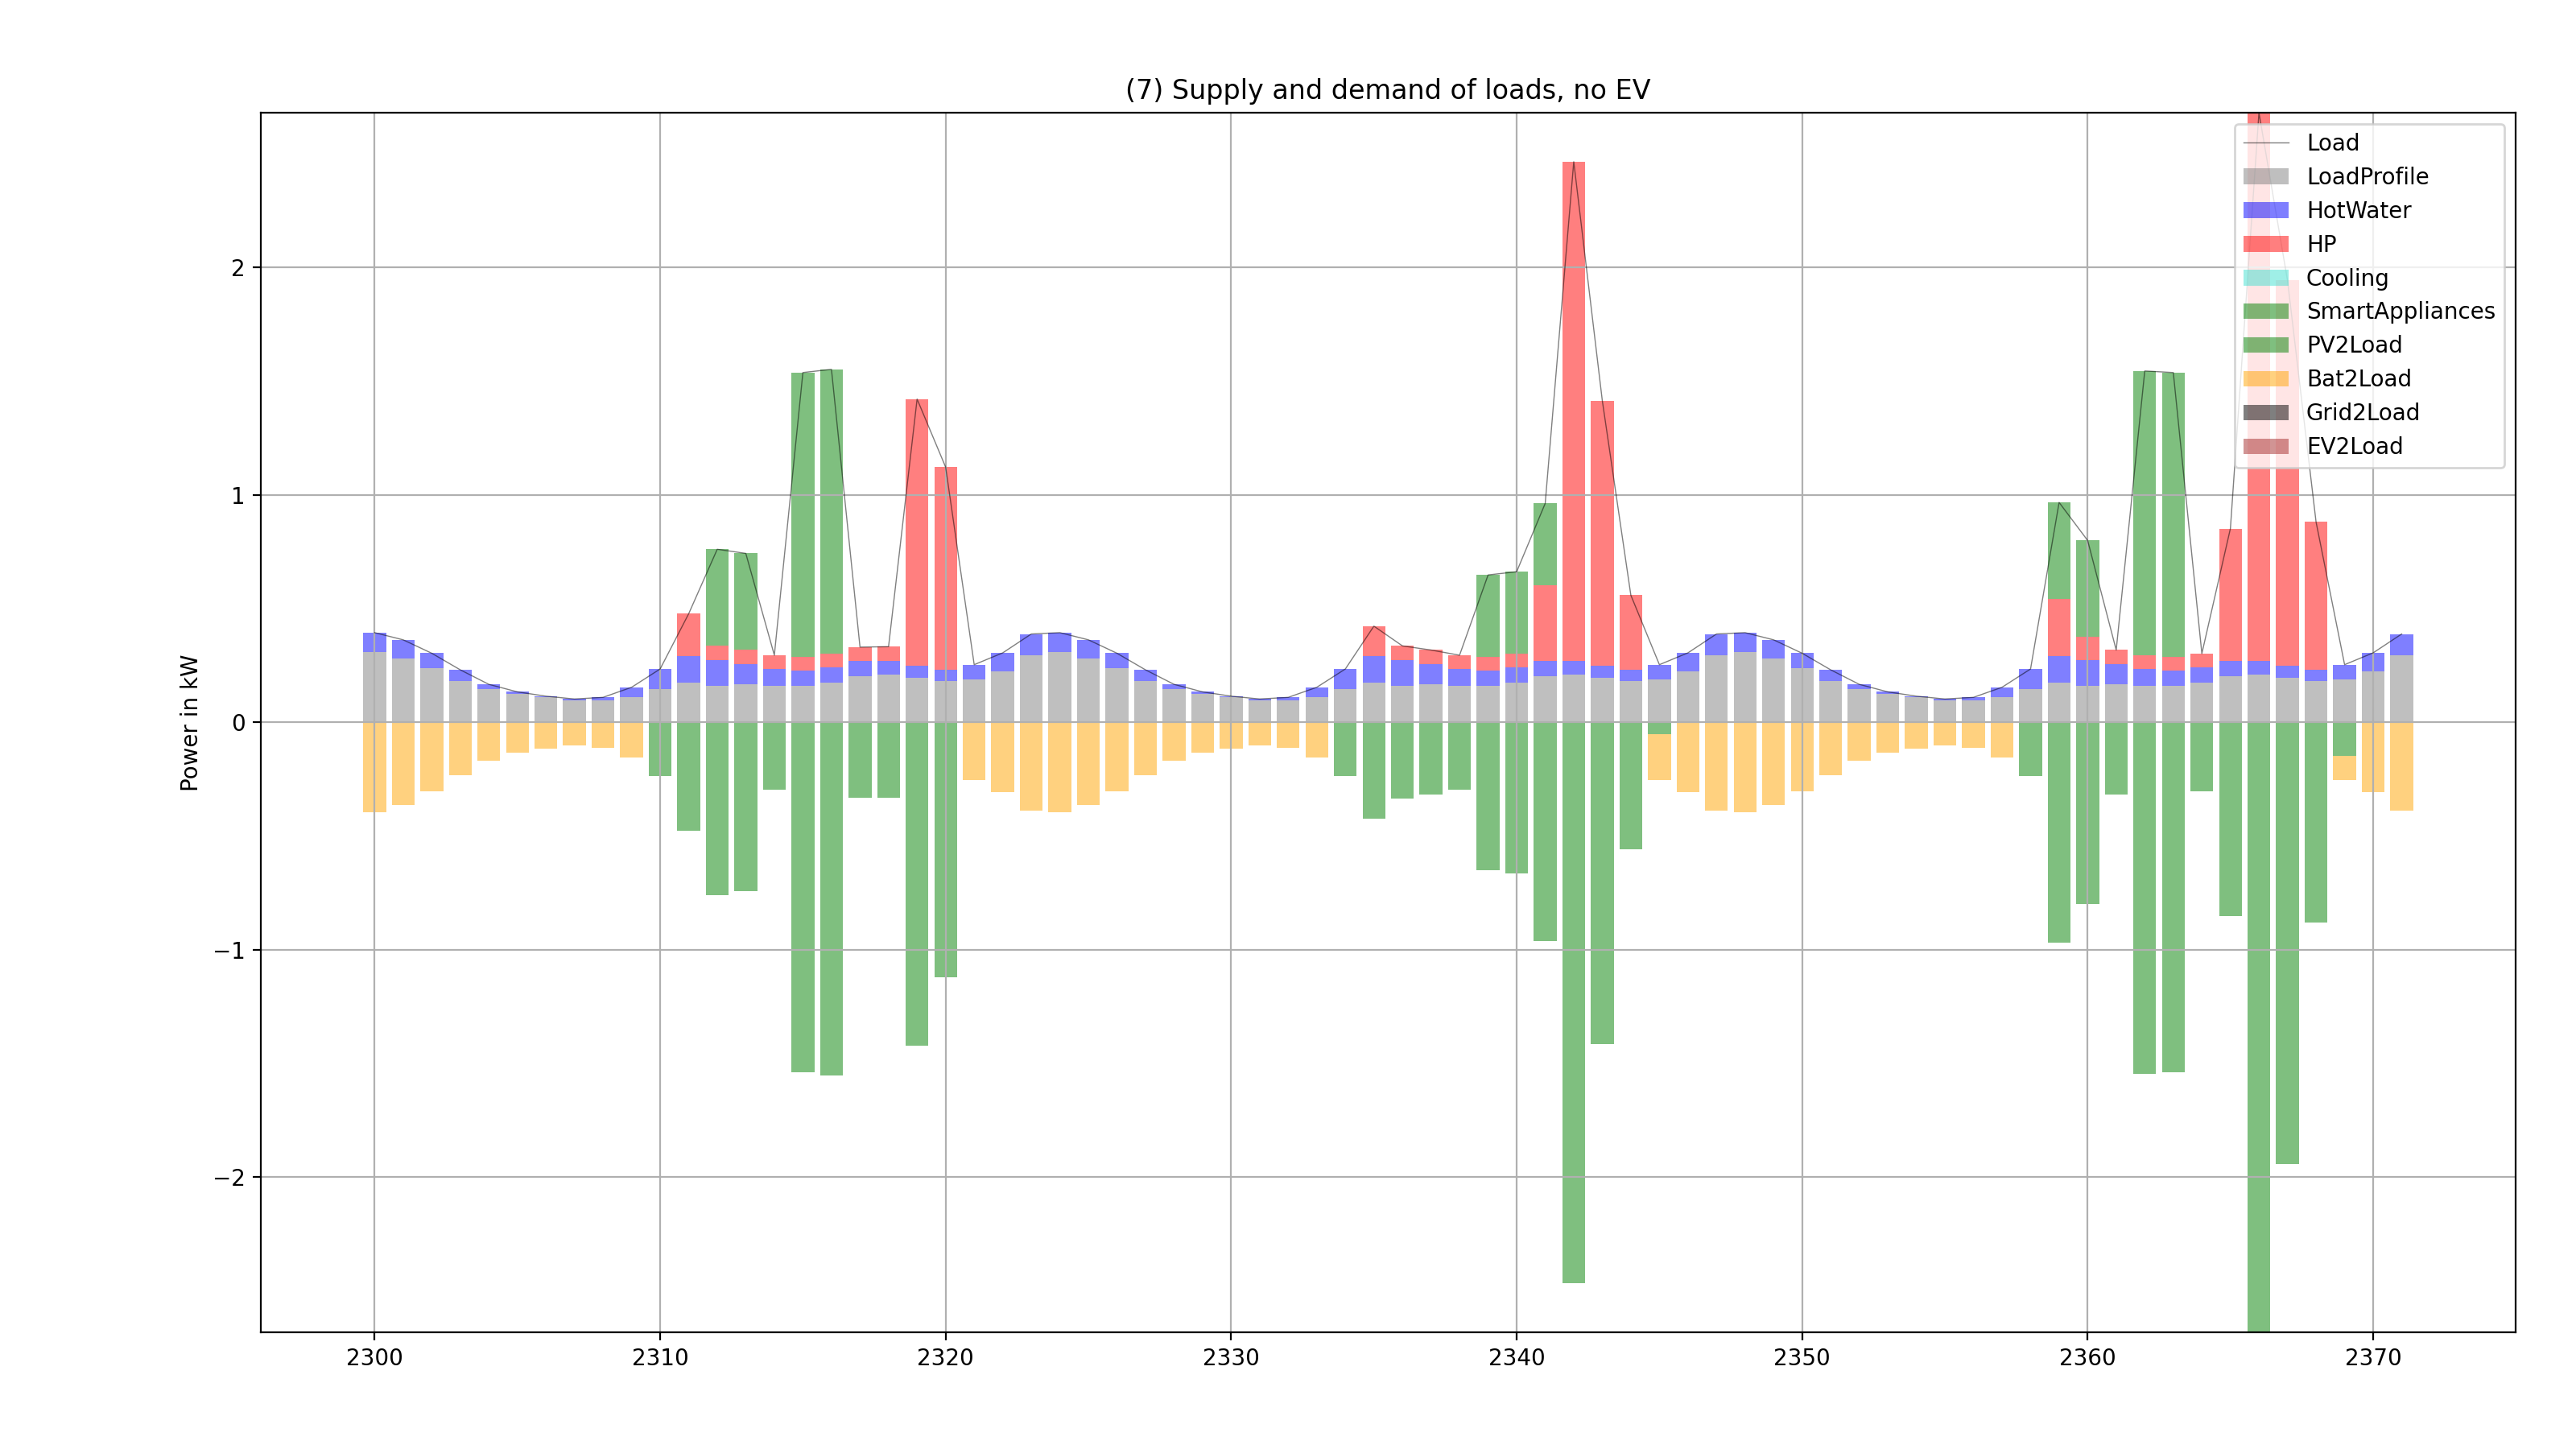 (7) Supply and demand of loads, no EV
Load
LoadProfile
HotWater
HP
Cooling
SmartAppliances
PV2Load
Bat2Load
Grid2Load
EV2Load
Power in kW
2
1
0
−1
−2
2300 2310 2320 2330 2340 2350 2360 2370